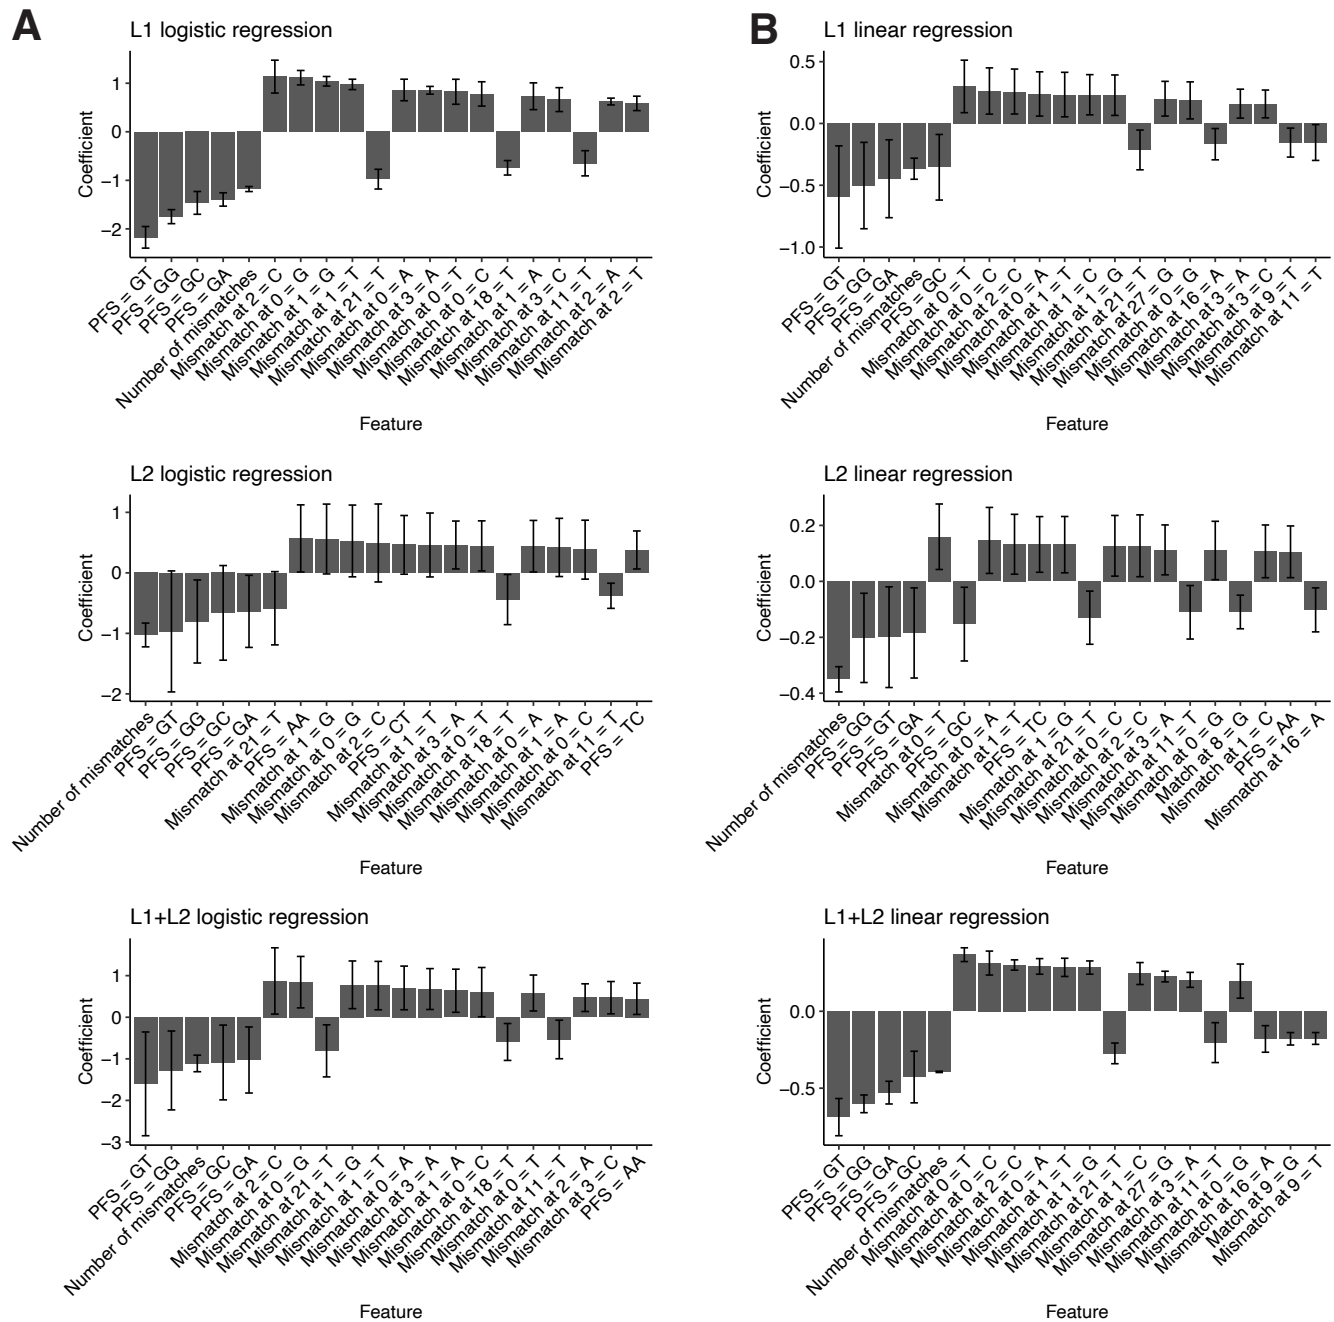 A
L1 logistic regression
Coefficient
1
0
−1
−2
PFS = GT
PFS = GG
PFS = GC
PFS = GA
Number of mismatches
Mismatch at 2 = C
Mismatch at 0 = G
Mismatch at 1 = G
Mismatch at 1 = T
Mismatch at 21 = T
Mismatch at 0 = A
Mismatch at 3 = A
Mismatch at 0 = T
Mismatch at 0 = C
Mismatch at 18 = T
Mismatch at 1 = A
Mismatch at 3 = C
Mismatch at 11 = T
Mismatch at 2 = A
Mismatch at 2 = T
Feature
L2 logistic regression
Coefficient
1
0
−1
−2
Number of mismatches
PFS = GT
PFS = GG
PFS = GC
PFS = GA
Mismatch at 21 = T
PFS = AA
Mismatch at 1 = G
Mismatch at 0 = G
Mismatch at 2 = C
PFS = CT
Mismatch at 1 = T
Mismatch at 3 = A
Mismatch at 0 = T
Mismatch at 18 = T
Mismatch at 0 = A
Mismatch at 1 = A
Mismatch at 0 = C
Mismatch at 11 = T
PFS = TC
Feature
L1+L2 logistic regression
Coefficient
1
0
−1
−2
−3
PFS = GT
PFS = GG
Number of mismatches
PFS = GC
PFS = GA
Mismatch at 2 = C
Mismatch at 0 = G
Mismatch at 21 = T
Mismatch at 1 = G
Mismatch at 1 = T
Mismatch at 0 = A
Mismatch at 3 = A
Mismatch at 1 = A
Mismatch at 0 = C
Mismatch at 18 = T
Mismatch at 0 = T
Mismatch at 11 = T
Mismatch at 2 = A
Mismatch at 3 = C
PFS = AA
Feature
B
L1 linear regression
Coefficient
0.5
0.0
−0.5
−1.0
PFS = GT
PFS = GG
PFS = GA
Number of mismatches
PFS = GC
Mismatch at 0 = T
Mismatch at 0 = C
Mismatch at 2 = C
Mismatch at 0 = A
Mismatch at 1 = T
Mismatch at 1 = C
Mismatch at 1 = G
Mismatch at 21 = T
Mismatch at 27 = G
Mismatch at 0 = G
Mismatch at 16 = A
Mismatch at 3 = A
Mismatch at 3 = C
Mismatch at 9 = T
Mismatch at 11 = T
Feature
L2 linear regression
Coefficient
0.2
0.0
−0.2
−0.4
Number of mismatches
PFS = GG
PFS = GT
PFS = GA
Mismatch at 0 = T
PFS = GC
Mismatch at 0 = A
Mismatch at 1 = T
PFS = TC
Mismatch at 1 = G
Mismatch at 21 = T
Mismatch at 0 = C
Mismatch at 2 = C
Mismatch at 3 = A
Mismatch at 11 = T
Mismatch at 0 = G
Match at 8 = G
Mismatch at 1 = C
PFS = AA
Mismatch at 16 = A
Feature
L1+L2 linear regression
Coefficient
0.0
−0.5
PFS = GT
PFS = GG
PFS = GA
PFS = GC
Number of mismatches
Mismatch at 0 = T
Mismatch at 0 = C
Mismatch at 2 = C
Mismatch at 0 = A
Mismatch at 1 = T
Mismatch at 1 = G
Mismatch at 21 = T
Mismatch at 1 = C
Mismatch at 27 = G
Mismatch at 3 = A
Mismatch at 11 = T
Mismatch at 0 = G
Mismatch at 16 = A
Match at 9 = G
Mismatch at 9 = T
Feature